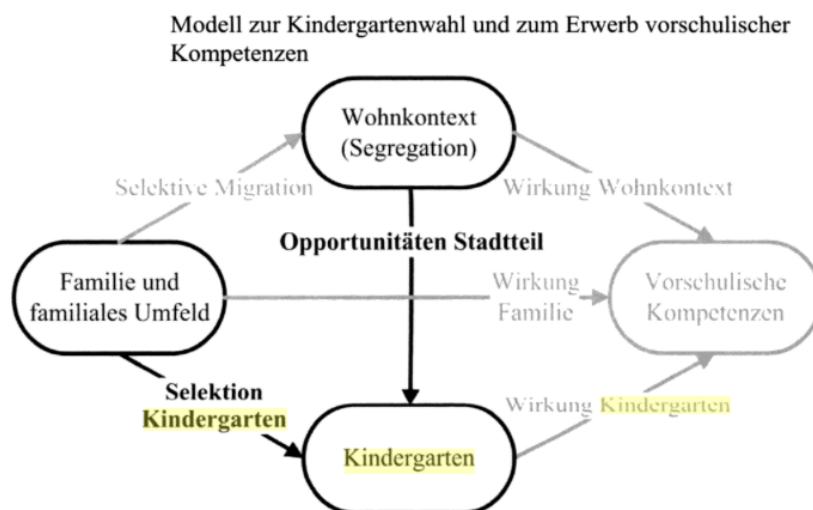 Modell zur Kindergartenwahl und zum Erwerb vorschulischer
Kompetenzen
Wohnkontext
(Segregation)
Selektive Migration
Wirkung Wohnkontext
Opportunitäten Stadtteil
Familie und
familiales Umfeld
Wirkung
Familie
Vorschulische
Kompetenzen
Selektion
Kindergarten
Wirkung Kindergarten
Kindergarten